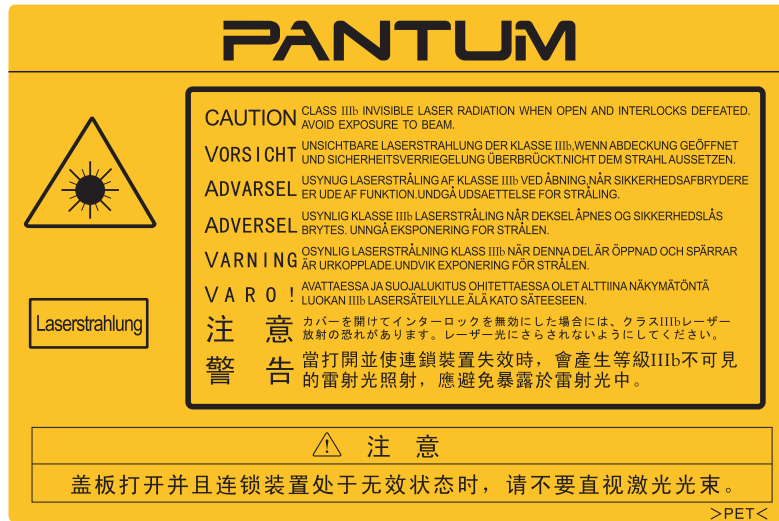 PANTUM
CAUTION CLASS IIIb INVISIBLE LASER RADIATION WHEN OPEN AND INTERLOCKS DEFEATED.
AVOID EXPOSURE TO BEAM.
VORSICHT UNSICHTBARE LASERSTRAHLUNG DER KLASSE IIIb,WENN ABDECKUNG GEÖFFNET
UND SICHERHEITSVERRIEGELUNG ÜBERBRÜCKT.NICHT DEM STRAHL AUSSETZEN.
ADVARSEL USYNUG LASERSTRÅLING AF KLASSE IIIb VED ÅBNING,NÅR SIKKERHEDSAFBRYDERE
ER UDE AF FUNKTION.UNDGÅ UDSAETTELSE FOR STRÅLING.
ADVERSEL USYNLIG KLASSE IIIb LASERSTRÅLING NÅR DEKSEL ÅPNES OG SIKKERHEDSLÅS
BRYTES. UNNGÅ EKSPONERING FOR STRÅLEN.
VARNING OSYNLIG LASERSTRÅLNING KLASS IIIb NÄR DENNA DEL ÄR ÖPPNAD OCH SPÄRRAR
ÄR URKOPPLADE.UNDVIK EXPONERING FÖR STRÅLEN.
VARO! AVATTAESSA JA SUOJALUKITUS OHITETTAESSA OLET ALTTIINA NÄKYMÄTÖNTÄ
LUOKAN IIIb LASERSÄTEILYLLE.ÄLÄ KATO SÄTEESEEN.
Laserstrahlung
注 意 カバーを開けてインターロックを無効にした場合には、クラスIIIbレーザー
放射の恐れがあります。レーザー光にさらされないようにしてください。
警 告 當打開並使連鎖裝置失效時，會產生等級IIIb不可見
的雷射光照射，應避免暴露於雷射光中。
注 意
盖板打开并且连锁装置处于无效状态时，请不要直视激光光束。
>PET<